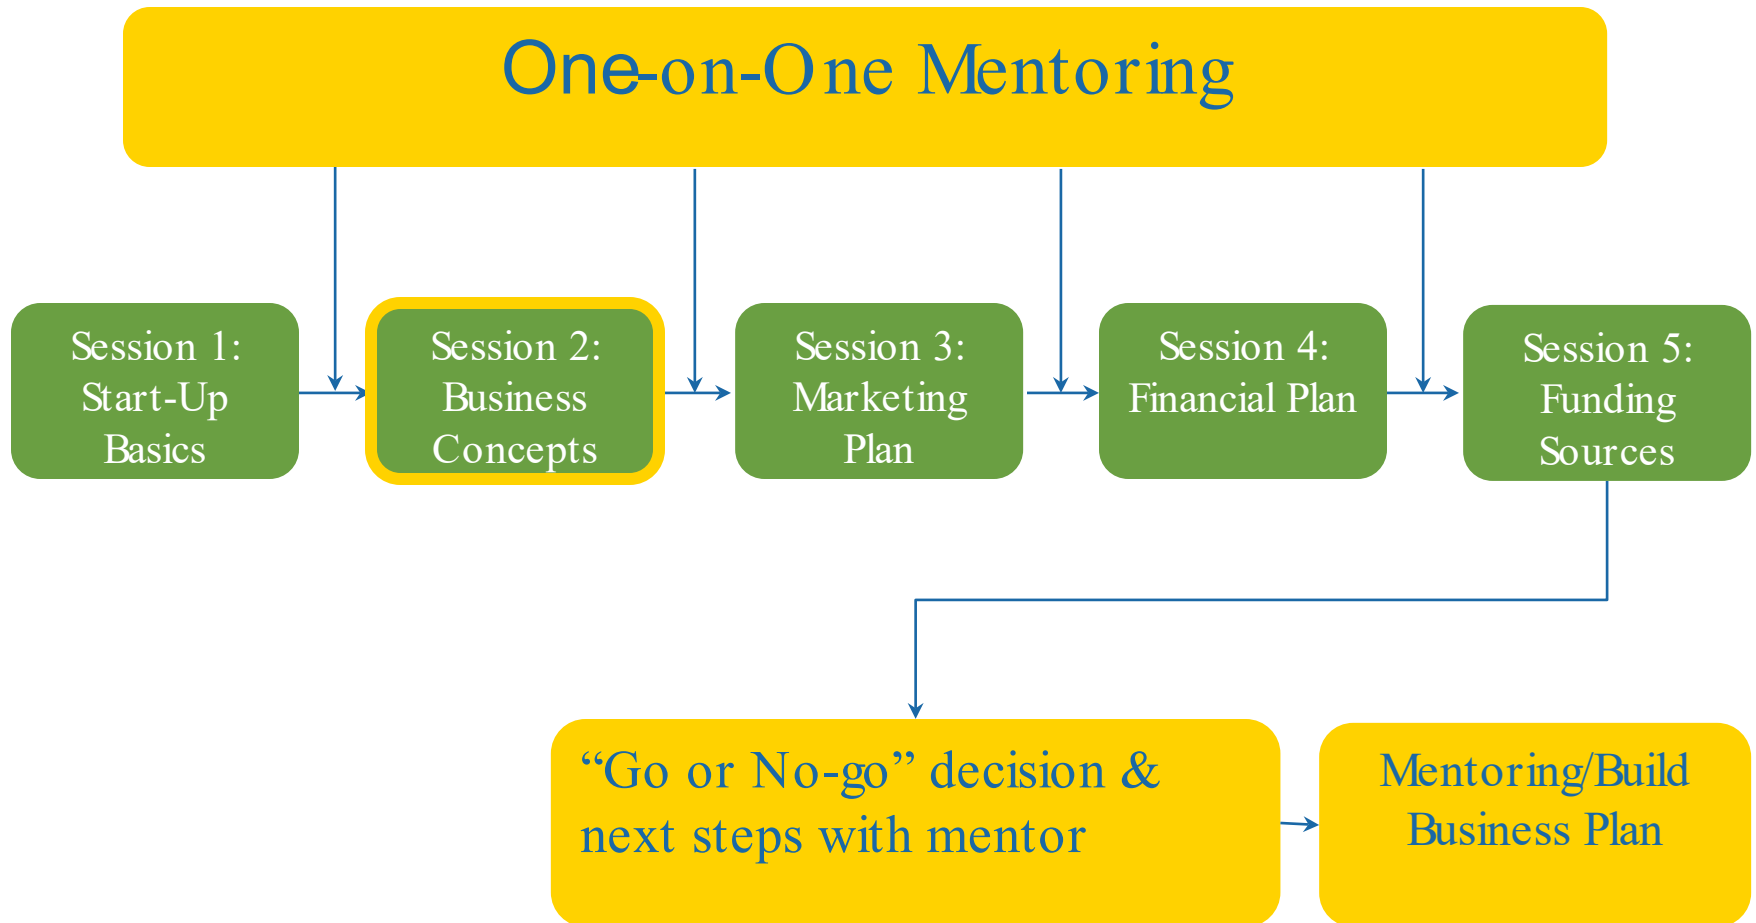 One-on-One Mentoring
Session 1:
Start-Up
Basics
Session 2:
Business
Concepts
Session 3:
Marketing
Plan
Session 4:
Financial Plan
Session 5:
Funding
Sources
“Go or No-go” decision &
next steps with mentor
Mentoring/Build
Business Plan